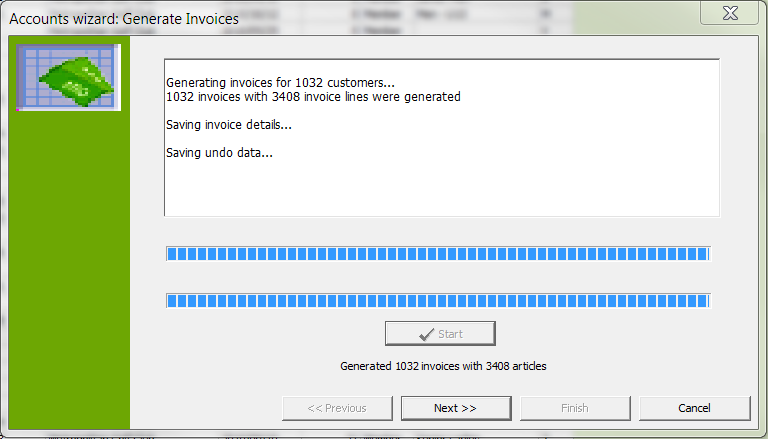 Accounts wizard: Generate Invoices
Generating invoices for 1032 customers...
1032 invoices with 3408 invoice lines were generated
Saving invoice details...
Saving undo data...
Start
Generated 1032 invoices with 3408 articles
<< Previous
Next >>
Finish
Cancel